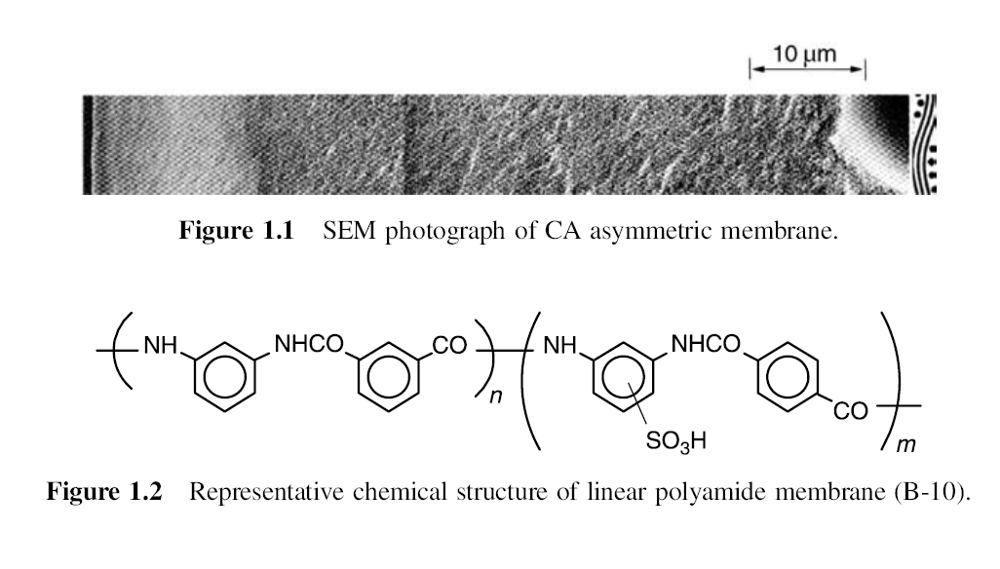 10 μm
Figure 1.1 SEM photograph of CA asymmetric membrane.
NH NHCO CO n NH NHCO CO m
SO₃H
Figure 1.2 Representative chemical structure of linear polyamide membrane (B-10).